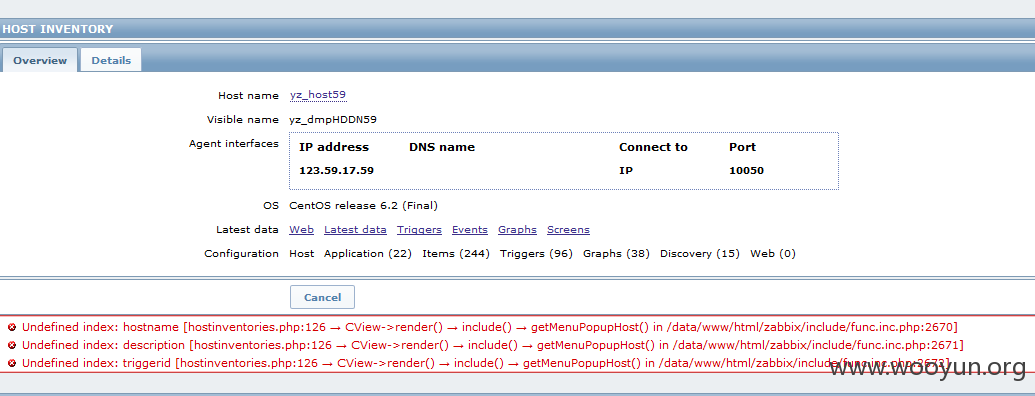 HOST INVENTORY
Overview Details
Host name yz_host59
Visible name yz_dmpHDDN59
Agent interfaces IP address DNS name Connect to Port
123.59.17.59 IP 10050
OS CentOS release 6.2 (Final)
Latest data Web Latest data Triggers Events Graphs Screens
Configuration Host Application (22) Items (244) Triggers (96) Graphs (38) Discovery (15) Web (0)
Cancel
Undefined index: hostname [hostinventories.php:126 → CView->render() → include() → getMenuPopupHost() in /data/www/html/zabbix/include/func.inc.php:2670]
Undefined index: description [hostinventories.php:126 → CView->render() → include() → getMenuPopupHost() in /data/www/html/zabbix/include/func.inc.php:2671]
Undefined index: triggerid [hostinventories.php:126 → CView->render() → include() → getMenuPopupHost() in /data/www/html/zabbix/include/func.inc.php:2672]
www.wooyun.org